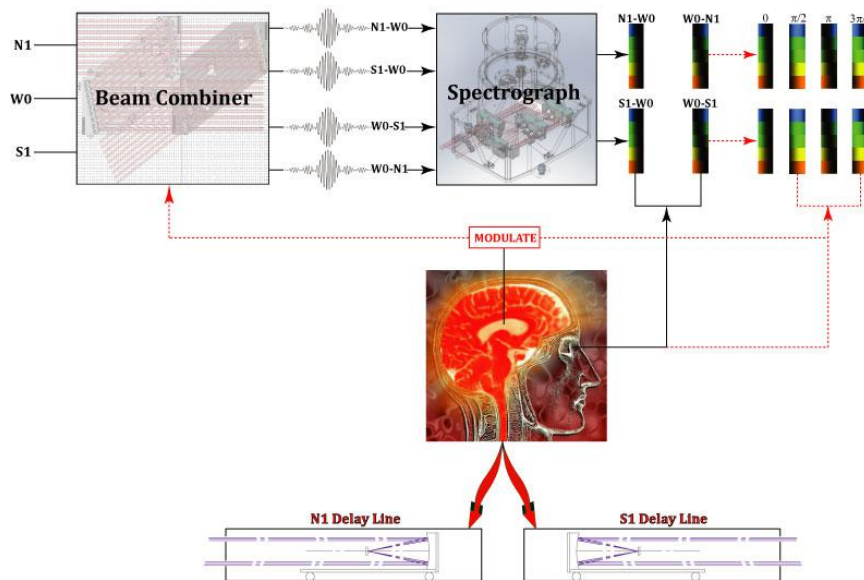 N1
W0
S1
Beam Combiner
N1-W0
S1-W0
W0-S1
W0-N1
Spectrograph
N1-W0
W0-N1
0
π/2
π
S1-W0
W0-S1
MODULATE
N1 Delay Line
S1 Delay Line